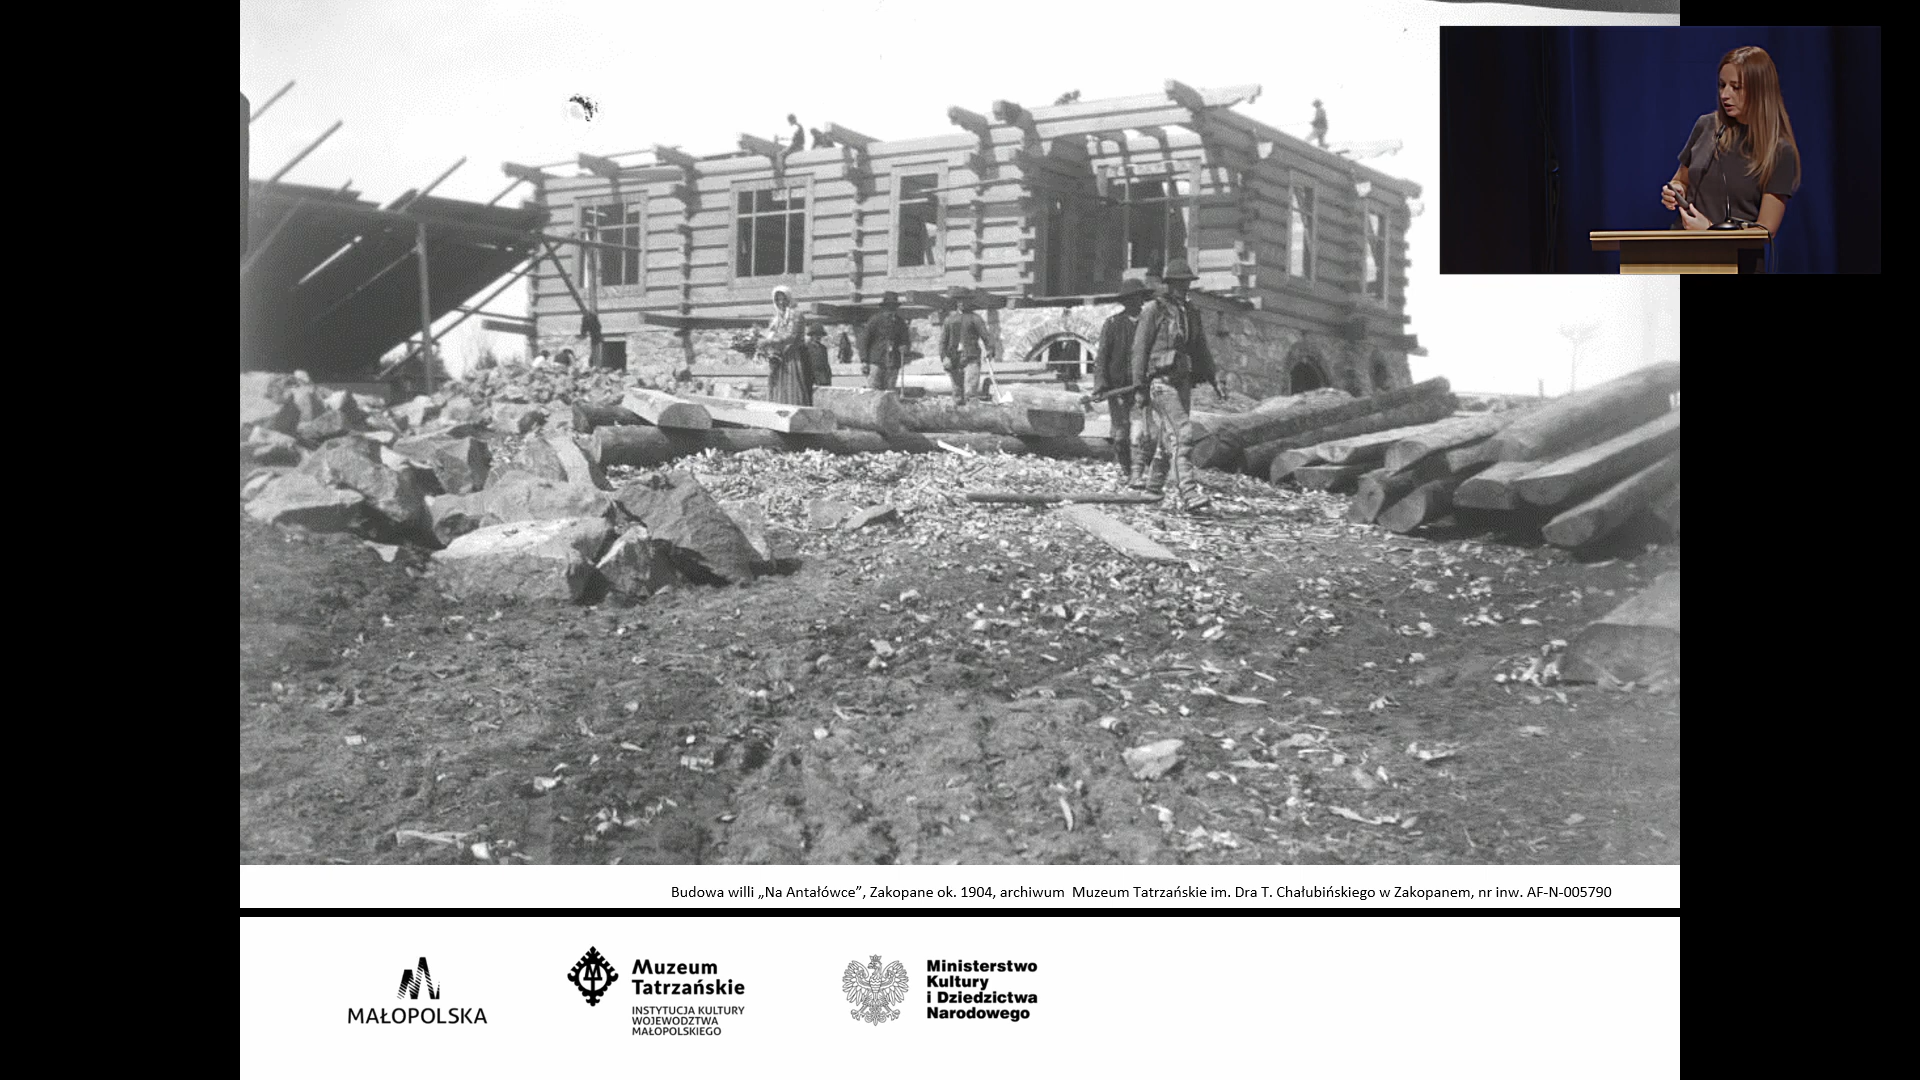 Budowa willi „Na Antałówce”, Zakopane ok. 1904, archiwum  Muzeum Tatrzańskie im. Dra T. Chałubińskiego w Zakopanem, nr inw. AF-N-005790
MAŁOPOLSKA
Muzeum
Tatrzańskie
INSTYTUCJA KULTURY
WOJEWODZTWA
MAŁOPOLSKIEGO
Ministerstwo
Kultury
i Dziedzictwa
Narodowego